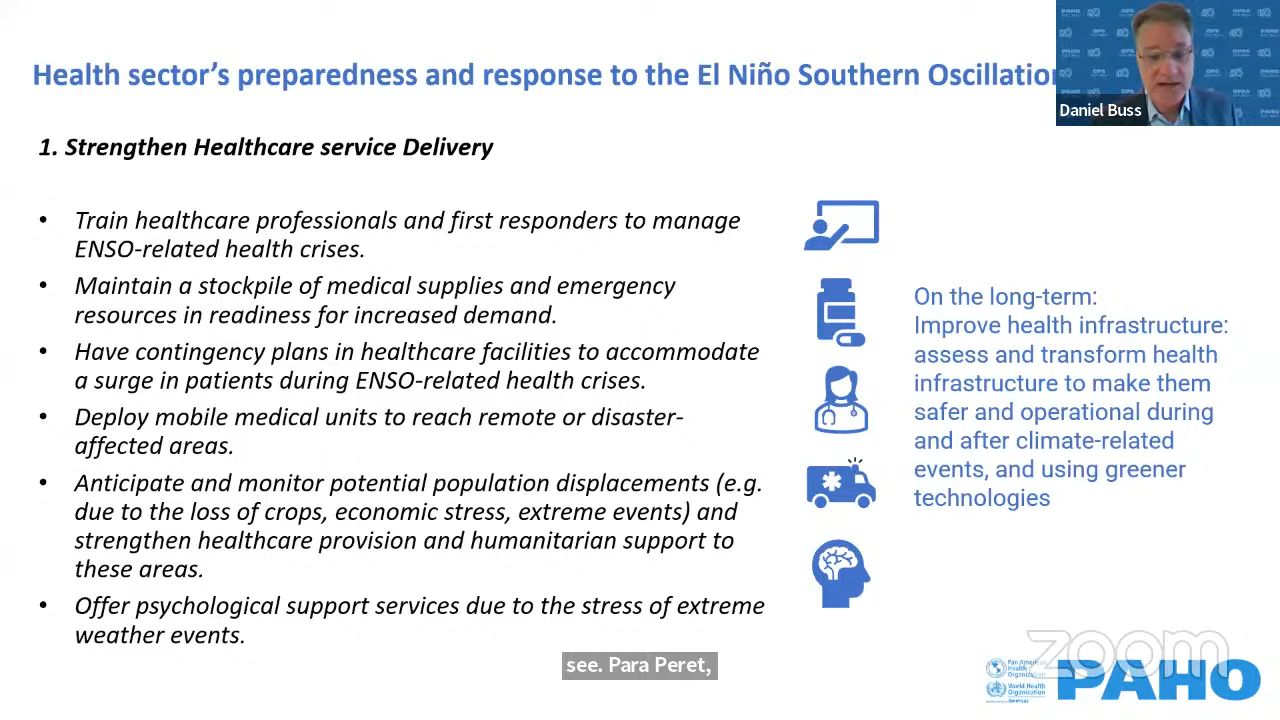 Health sector's preparedness and response to the El Niño Southern Oscillation
Daniel Buss
1. Strengthen Healthcare service Delivery
• Train healthcare professionals and first responders to manage
ENSO-related health crises.
• Maintain a stockpile of medical supplies and emergency
resources in readiness for increased demand.
• Have contingency plans in healthcare facilities to accommodate
a surge in patients during ENSO-related health crises.
• Deploy mobile medical units to reach remote or disaster-
affected areas.
• Anticipate and monitor potential population displacements (e.g.
due to the loss of crops, economic stress, extreme events) and
strengthen healthcare provision and humanitarian support to
these areas.
• Offer psychological support services due to the stress of extreme
weather events.
On the long-term:
Improve health infrastructure:
assess and transform health
infrastructure to make them
safer and operational during
and after climate-related
events, and using greener
technologies
see. Para Peret,
zoom
Health
Organization
World Health
Organization
PAHO